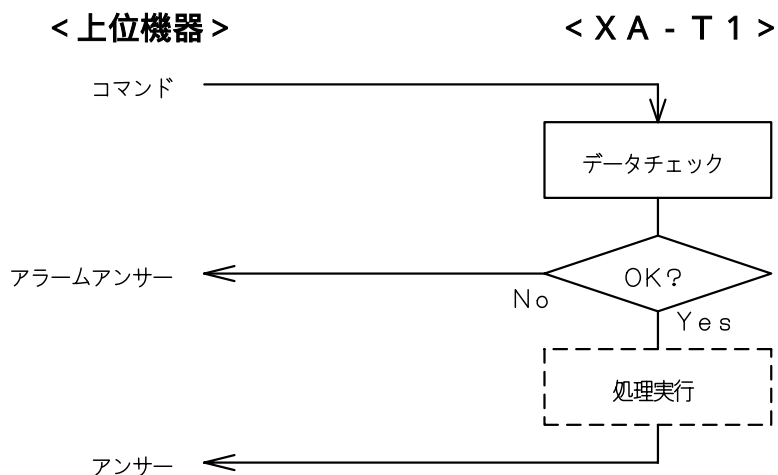 ＜上位機器＞
＜ＸＡ-Ｔ１＞
コマンド
データチェック
アラームアンサー
OK?
No
Yes
処理実行
アンサー